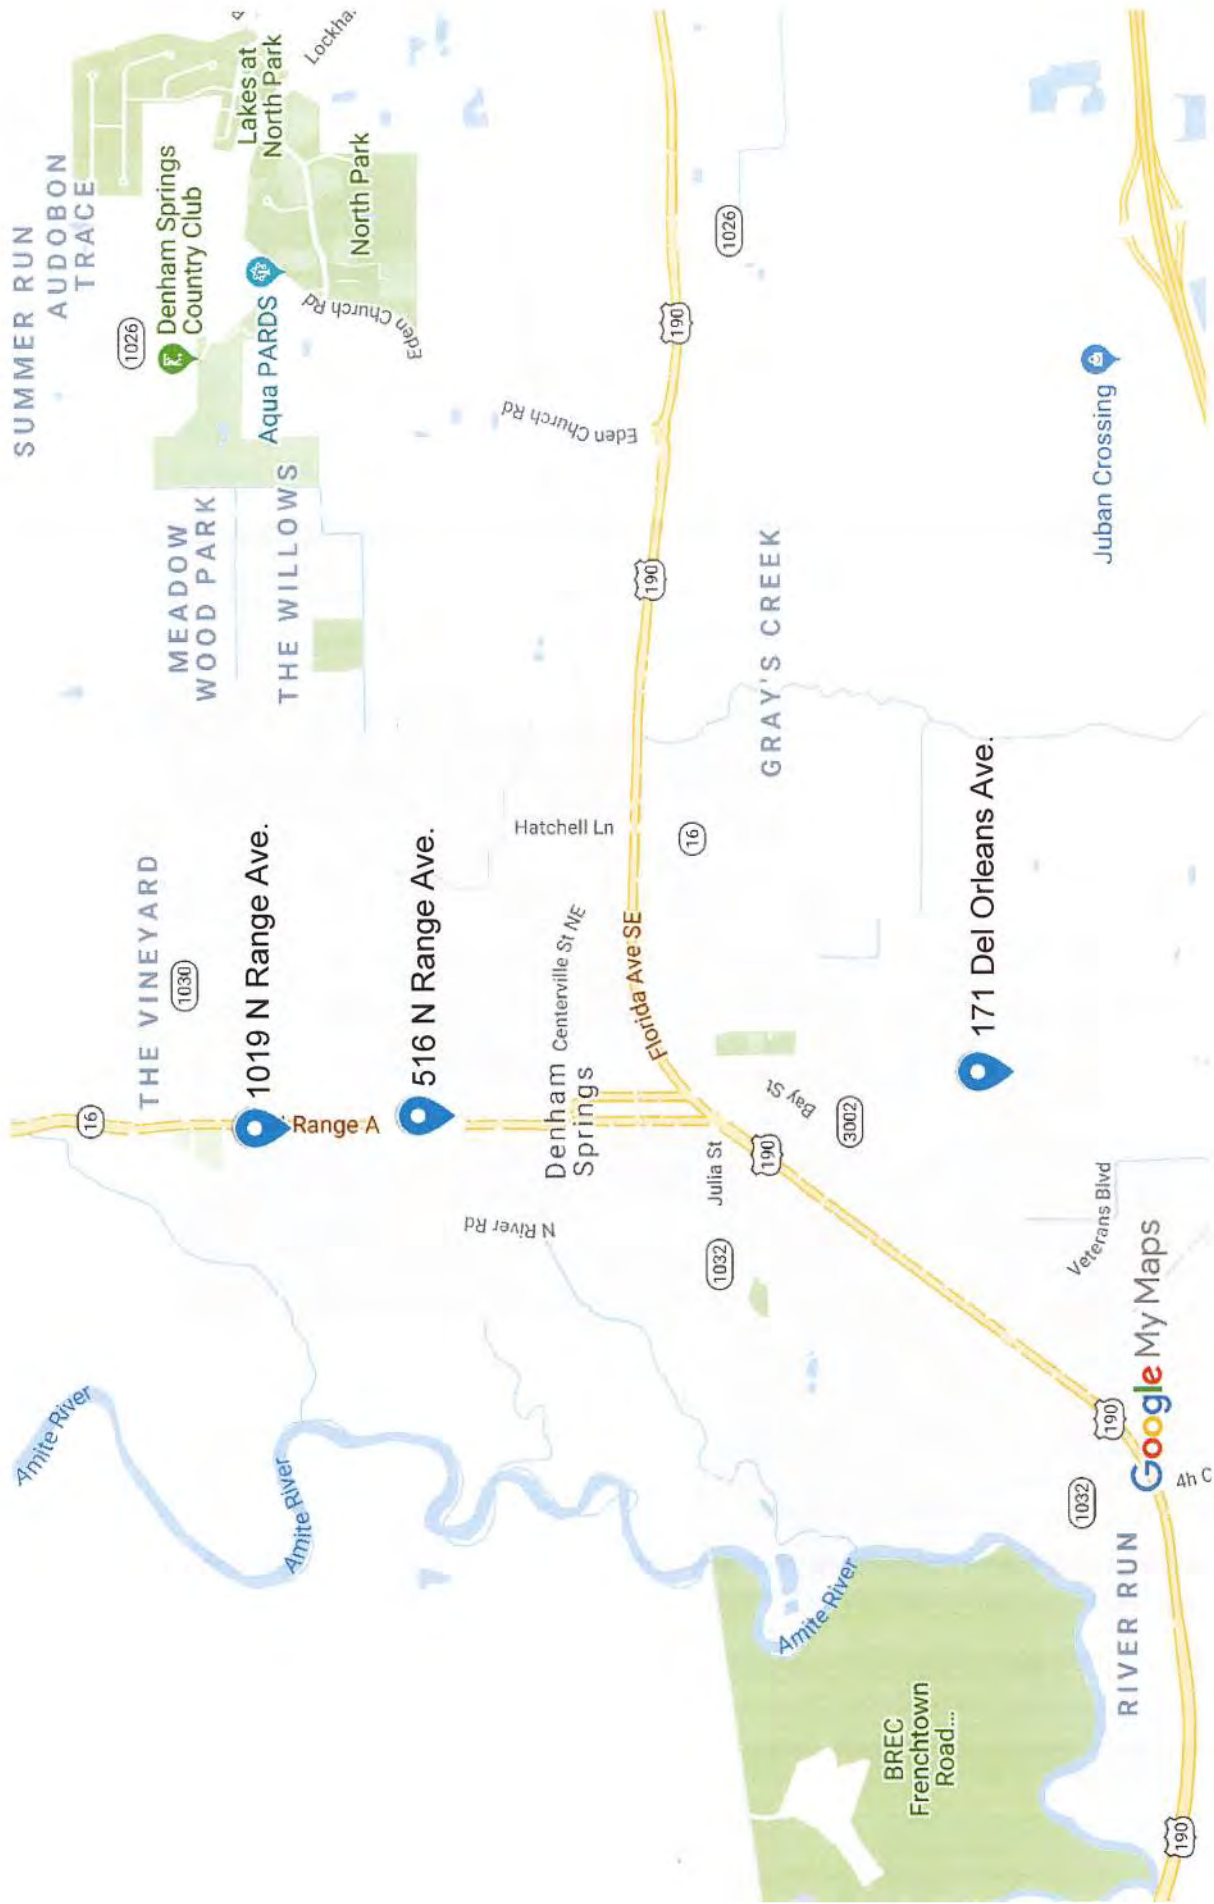 SUMMER RUN
AUDOBON
TRACE
1026
Denham Springs
Country Club
Lakes at
North Park
Lockha
Aqua PARDS
North Park
Eden Church Rd
MEADOW
WOOD PARK
THE WILLOWS
THE VINEYARD
1030
16
1019 N Range Ave.
Range A
516 N Range Ave.
Amite River
Amite River
N River Rd
Denham
Springs
Centerville St NE
Hatchell Ln
Eden Church Rd
190
190
1026
Florida Ave SE
16
GRAY'S CREEK
Julia St
1032
190
Bay St
3002
Amite River
BREC
Frenchtown
Road...
171 Del Orleans Ave.
Juban Crossing
Veterans Blvd
190
1032
RIVER RUN
Google My Maps
4h C
190